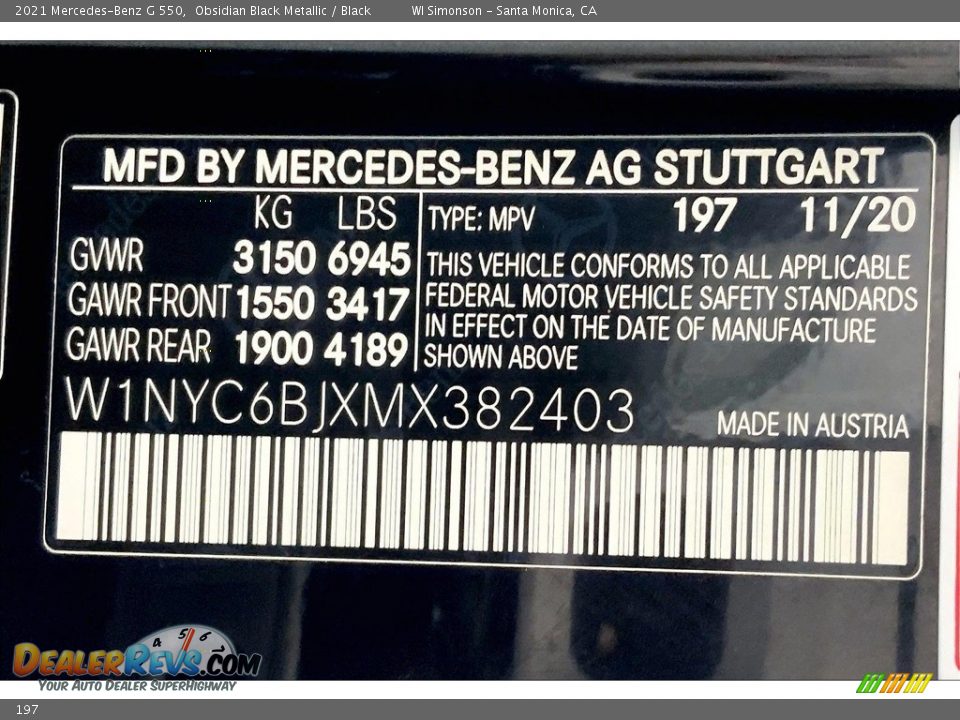 2021 Mercedes-Benz G 550,  Obsidian Black Metallic / Black        WI Simonson - Santa Monica, CA
MFD BY MERCEDES-BENZ AG STUTTGART
KG LBS
GVWR 3150 6945
GAWR FRONT 1550 3417
GAWR REAR 1900 4189
TYPE: MPV 197 11/20
THIS VEHICLE CONFORMS TO ALL APPLICABLE
FEDERAL MOTOR VEHICLE SAFETY STANDARDS
IN EFFECT ON THE DATE OF MANUFACTURE
SHOWN ABOVE
W1NYC6BJXMX382403
MADE IN AUSTRIA
4 5 6
DEALERREVS.COM
YOUR AUTO DEALER SUPERHIGHWAY
197